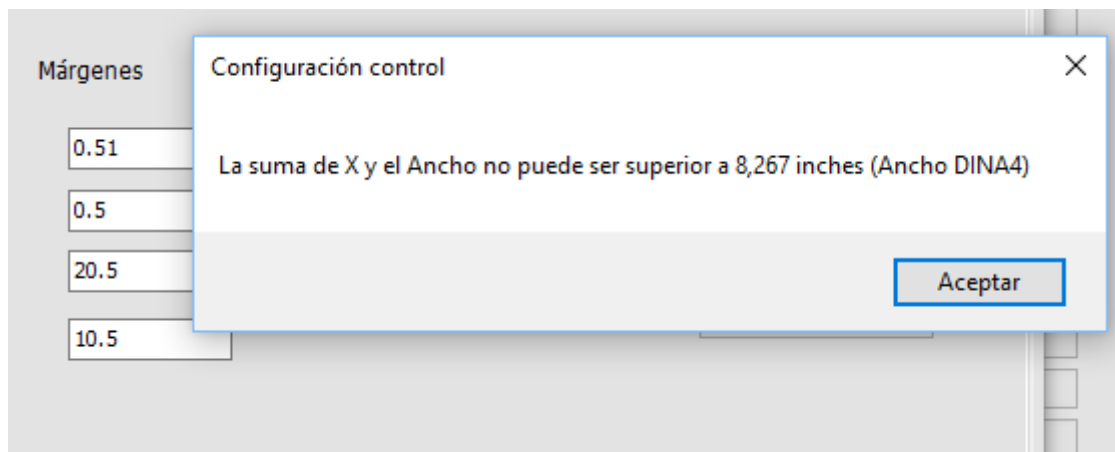 Márgenes
Configuración control
0.51
La suma de X y el Ancho no puede ser superior a 8,267 inches (Ancho DINA4)
0.5
20.5
Aceptar
10.5